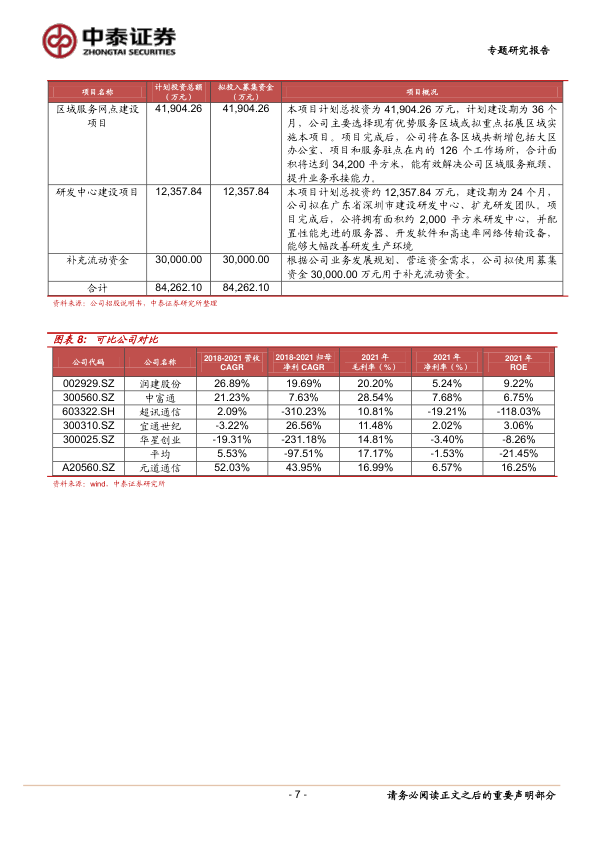 中泰证券
ZHONGTAI SECURITIES
专题研究报告
项目名称 计划投资总额（万元） 拟投入募集资金（万元） 项目概况
区域服务网点建设项目 41,904.26 41,904.26 本项目计划总投资为 41,904.26 万元，计划建设期为 36 个
月，公司主要选择现有优势服务区域或拟重点拓展区域实
施本项目。项目完成后，公司将在各区域共新增包括大区
办公室、项目和服务驻点在内的 126 个工作场所，合计面
积将达到 34,200 平方米，能有效解决公司区域服务瓶颈、
提升业务承接能力。
研发中心建设项目 12,357.84 12,357.84 本项目计划总投资约 12,357.84 万元，建设期为 24 个月，
公司拟在广东省深圳市建设研发中心、扩充研发团队。项
目完成后，公将拥有面积约 2,000 平方米研发中心，并配
置性能先进的服务器、开发软件和高速率网络传输设备，
能够大幅改善研发生产环境
补充流动资金 30,000.00 30,000.00 根据公司业务发展规划、营运资金需求，公司拟使用募集
资金 30,000.00 万元用于补充流动资金。
合计 84,262.10 84,262.10
资料来源：公司招股说明书、中泰证券研究所整理
图表 8：可比公司对比
公司代码 公司名称 2018-2021 营收 CAGR 2018-2021 归母净利 CAGR 2021 年毛利率（%） 2021 年净利率（%） 2021 年 ROE
002929.SZ 润建股份 26.89% 19.69% 20.20% 5.24% 9.22%
300560.SZ 中富通 21.23% 7.63% 28.54% 7.68% 6.75%
603322.SH 超讯通信 2.09% -310.23% 10.81% -19.21% -118.03%
300310.SZ 宜通世纪 -3.22% 26.56% 11.48% 2.02% 3.06%
300025.SZ 华星创业 -19.31% -231.18% 14.81% -3.40% -8.26%
平均 5.53% -97.51% 17.17% -1.53% -21.45%
A20560.SZ 元道通信 52.03% 43.95% 16.99% 6.57% 16.25%
资料来源：wind、中泰证券研究所
- 7 -
请务必阅读正文之后的重要声明部分